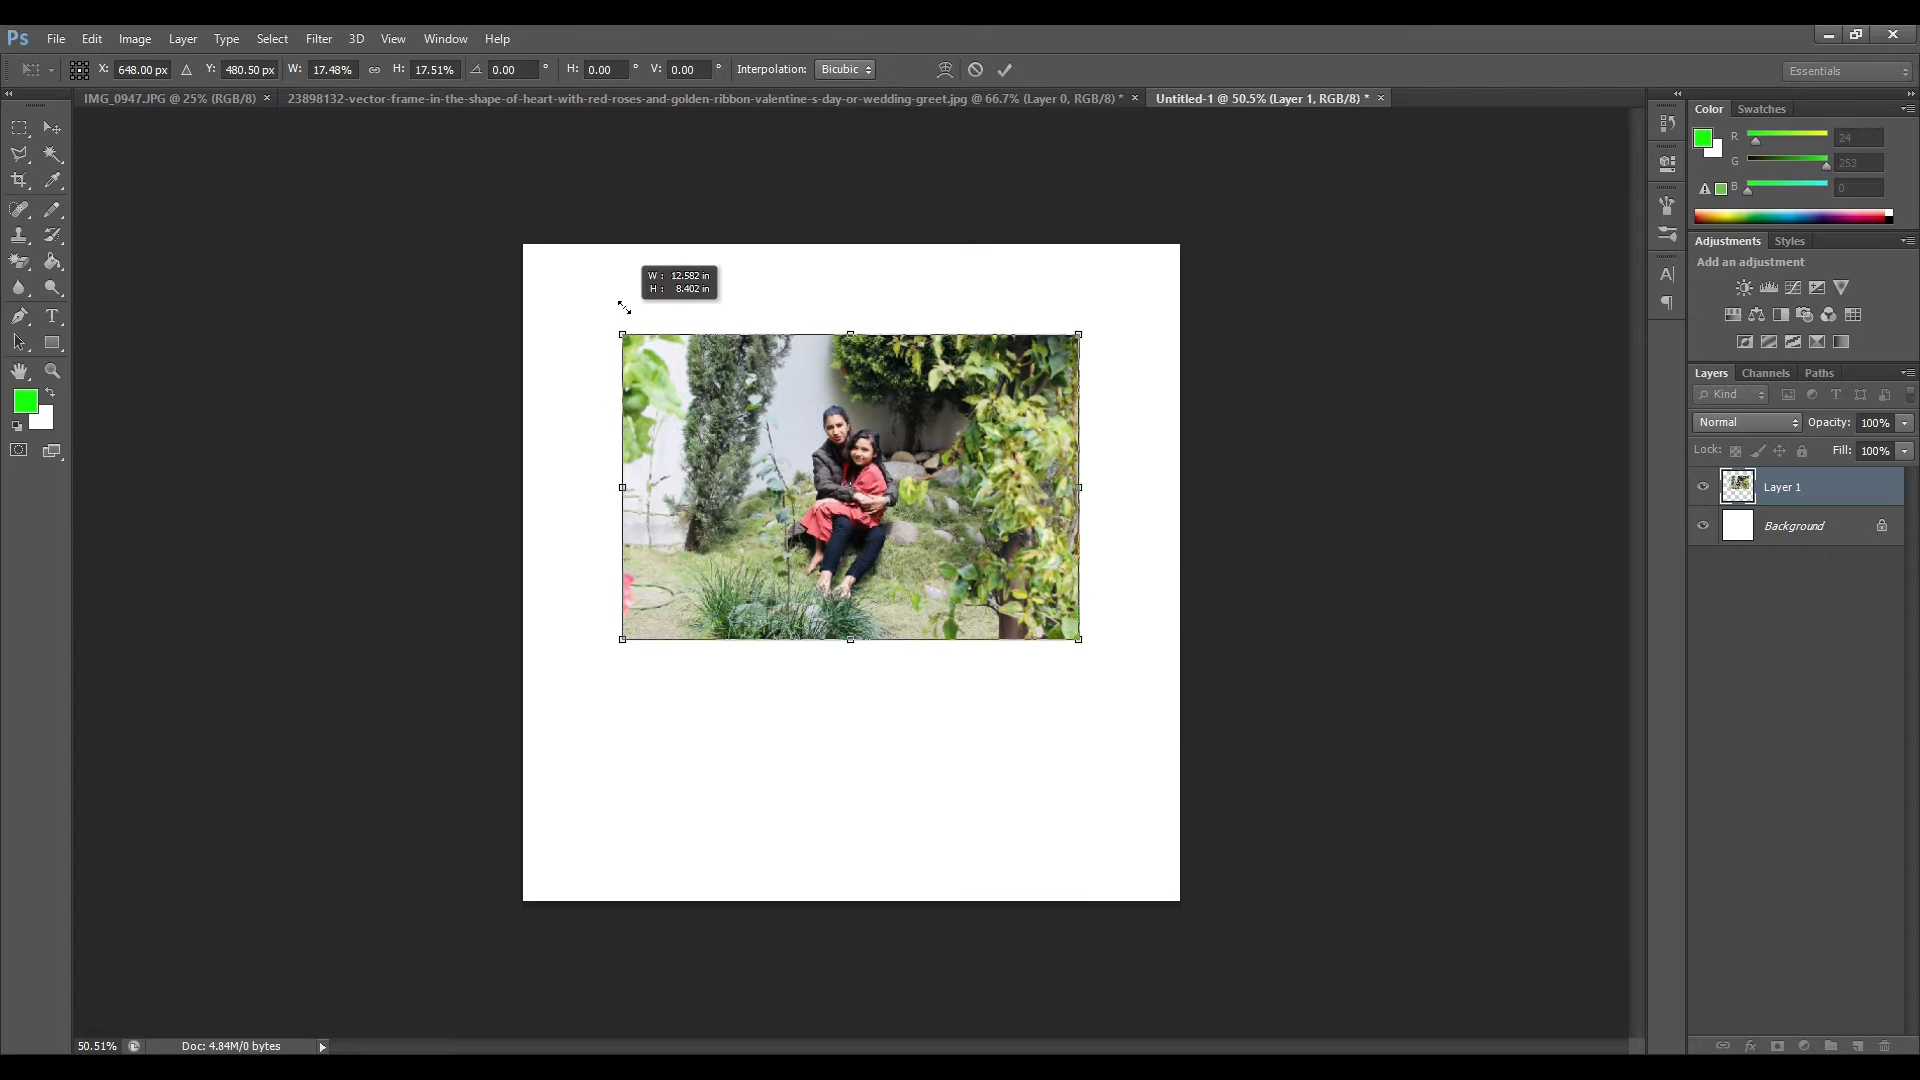 Ps File Edit Image Layer Type Select Filter 3D View Window Help
X: 648.00 px Y: 480.50 px W: 17.48% H: 17.51% 0.00 ° H: 0.00 ° V: 0.00 ° Interpolation: Bicubic Essentials
IMG_0947.JPG @ 25% (RGB/8) × 23898132-vector-frame-in-the-shape-of-heart-with-red-roses-and-golden-ribbon-valentine-s-day-or-wedding-greet.jpg @ 66.7% (Layer 0, RGB/8) * × Untitled-1 @ 50.5% (Layer 1, RGB/8) * ×
Color Swatches
R 24
G 253
B 0
W : 12.582 in
H : 8.402 in
Adjustments Styles
Add an adjustment
Layers Channels Paths
Kind
Normal Opacity: 100%
Lock: Fill: 100%
Layer 1
Background
50.51% Doc: 4.84M/0 bytes